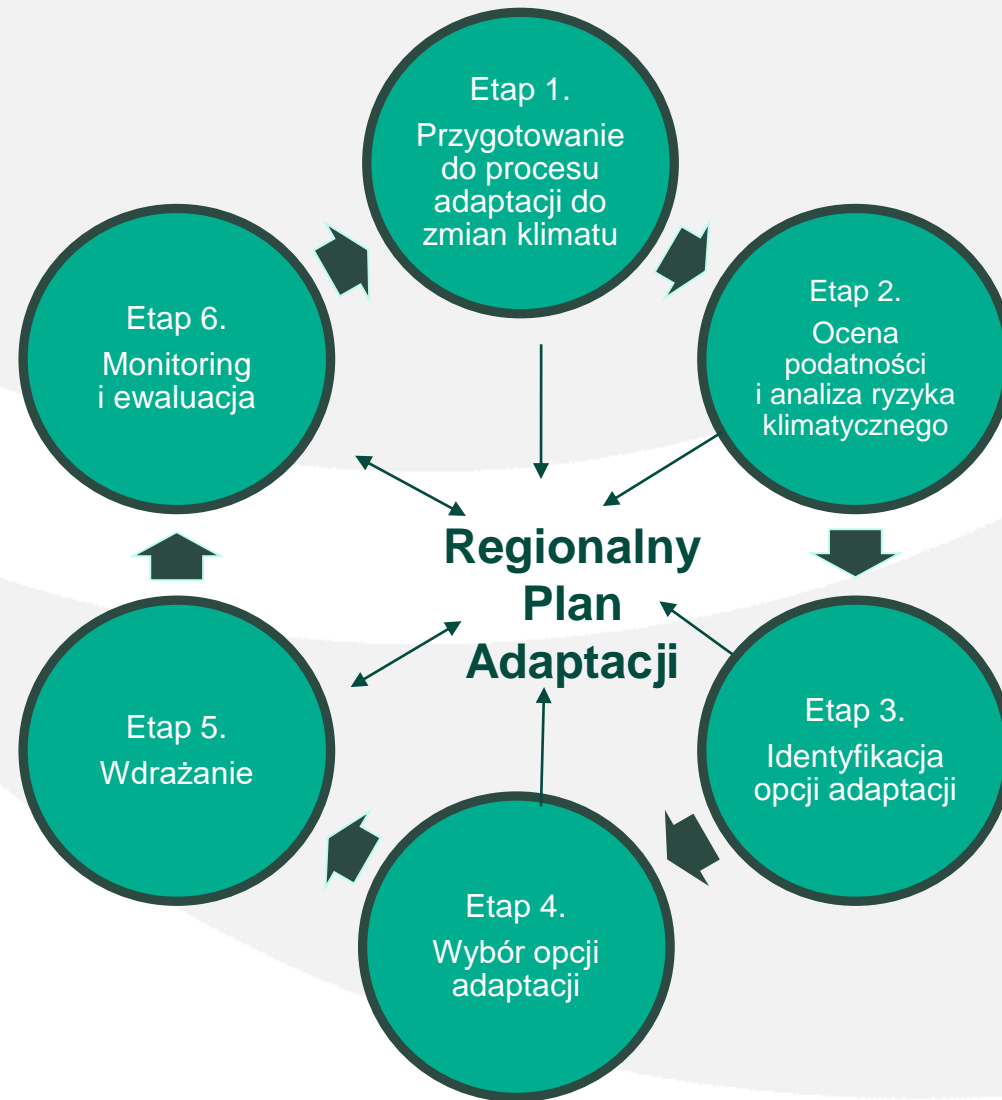 Etap 1.
Przygotowanie
do procesu
adaptacji do
zmian klimatu
Etap 2.
Ocena
podatności
i analiza ryzyka
klimatycznego
Etap 3.
Identyfikacja
opcji adaptacji
Etap 4.
Wybór opcji
adaptacji
Etap 5.
Wdrażanie
Etap 6.
Monitoring
i ewaluacja
Regionalny
Plan
Adaptacji